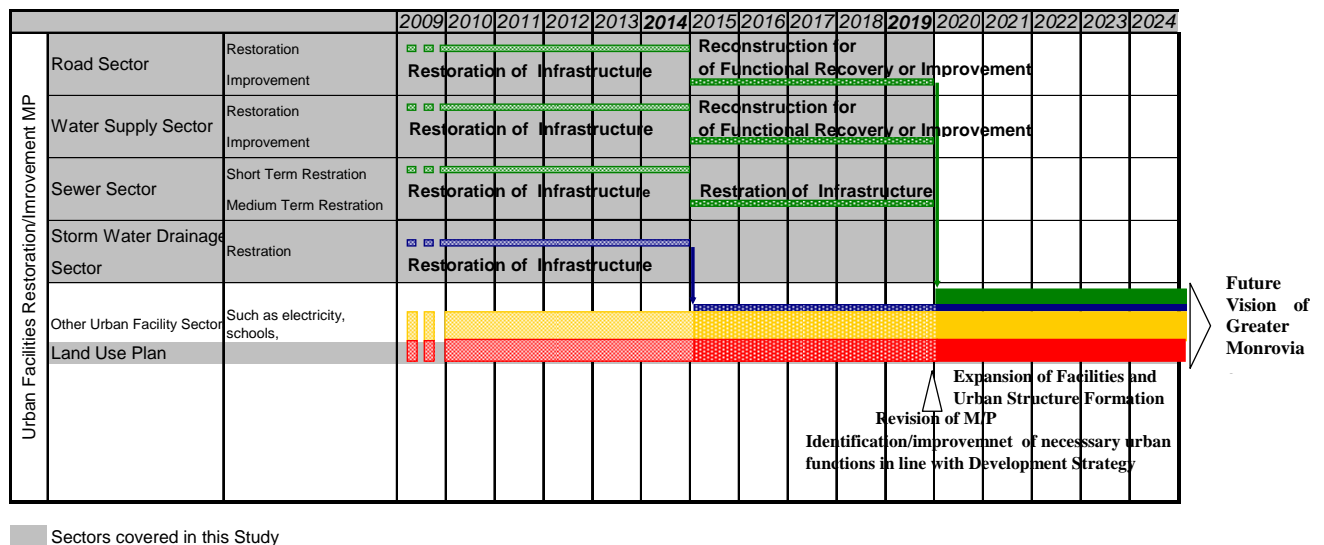 2009 2010 2011 2012 2013 2014 2015 2016 2017 2018 2019 2020 2021 2022 2023 2024
Urban Facilities Restoration/Imrovement MP
Road Sector
Restoration
Improvement
Restoration of Infrastructure
Reconstruction for
of Functional Recovery or Improvement
Water Supply Sector
Restoration
Improvement
Restoration of Infrastructure
Reconstruction for
of Functional Recovery or Improvement
Sewer Sector
Short Term Restration
Medium Term Restration
Restoration of Infrastructure
Restration of Infrastructure
Storm Water Drainage
Sector
Restration
Restoration of Infrastructure
Other Urban Facility Sector
Such as electricity,
schools,
Land Use Plan
Future
Vision of
Greater
Monrovia
Expansion of Facilities and
Urban Structure Formation
Revision of M/P
Identification/improvemnet of necesssary urban
functions in line with Development Strategy
Sectors covered in this Study